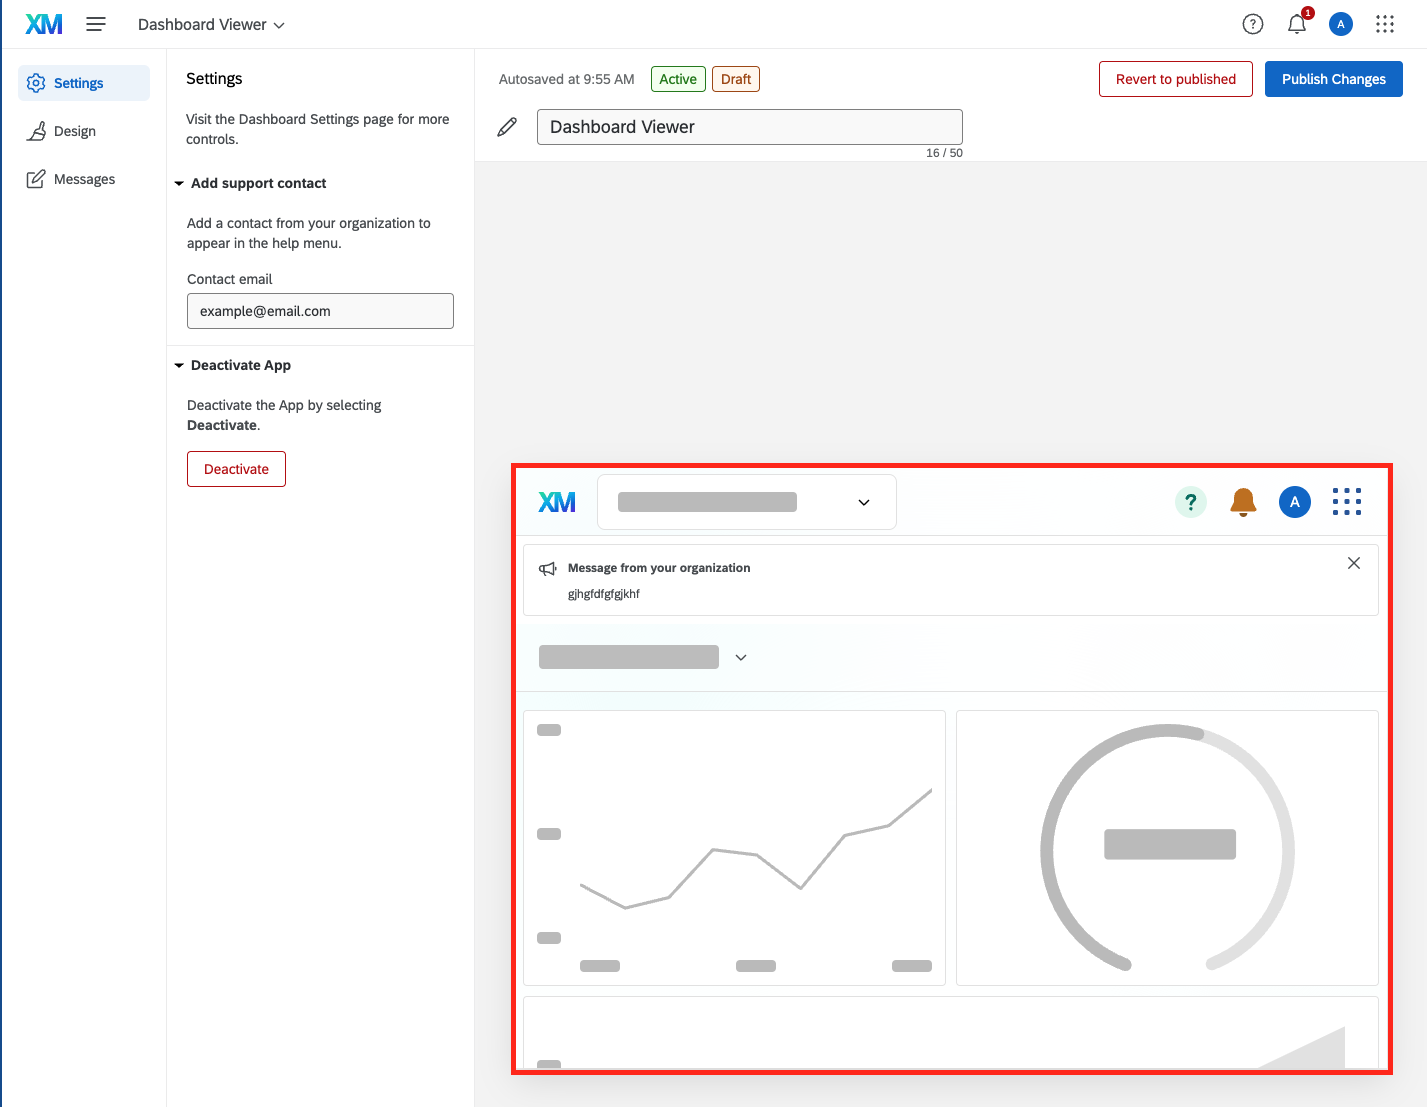 XM
Dashboard Viewer
?
1
A
Settings
Design
Messages
Settings
Visit the Dashboard Settings page for more
controls.
Add support contact
Add a contact from your organization to
appear in the help menu.
Contact email
example@email.com
Deactivate App
Deactivate the App by selecting
Deactivate.
Deactivate
Autosaved at 9:55 AM
Active
Draft
Revert to published
Publish Changes
Dashboard Viewer
16 / 50
XM
?
A
Message from your organization
gjhgfdfgfgjkhf